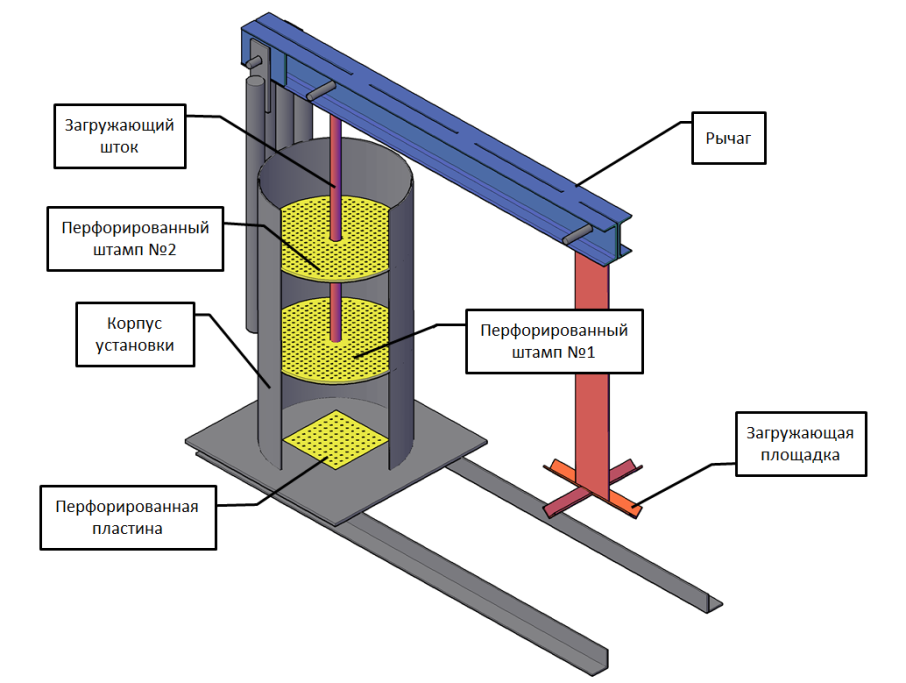 Загружающий
шток
Рычаг
Перфорированный
штамп №2
Корпус
установки
Перфорированный
штамп №1
Загружающая
площадка
Перфорированная
пластина